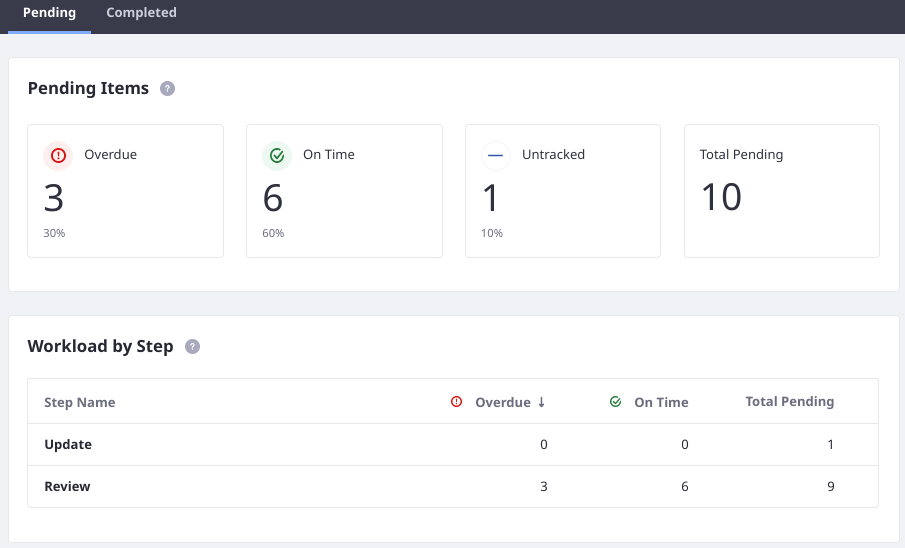 Pending Completed
Pending Items ?
Overdue On Time Untracked Total Pending
3 6 1 10
30% 60% 10%
Workload by Step ?
Step Name Overdue ↓ On Time Total Pending
Update 0 0 1
Review 3 6 9